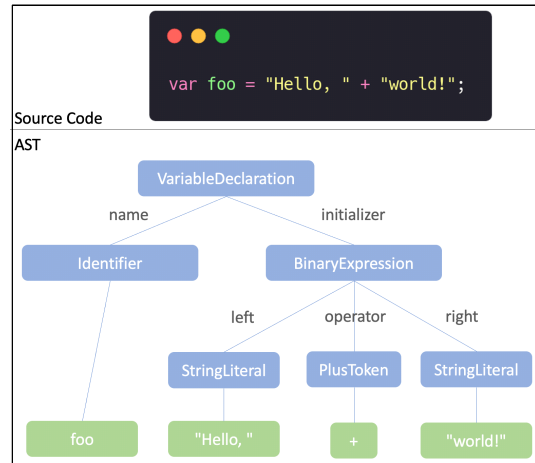 var foo = "Hello, " + "world!";
Source Code
AST
VariableDeclaration
name initializer
Identifier BinaryExpression
left operator right
StringLiteral PlusToken StringLiteral
foo "Hello, " + "world!"